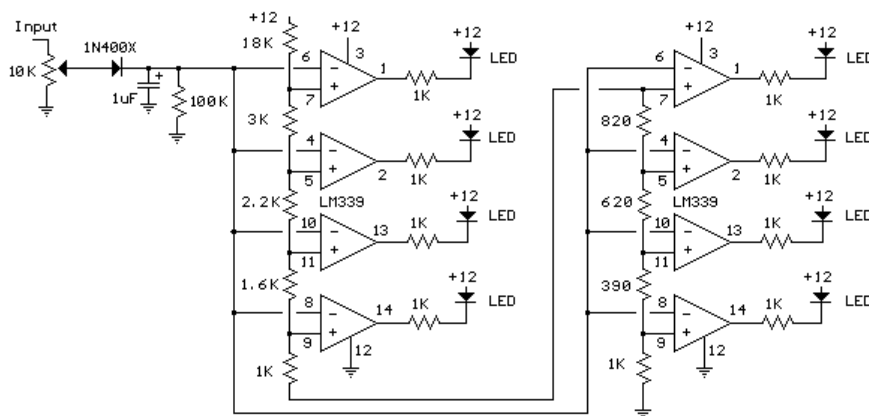 Input
10K
1N400X
1uF
+
100K
+12
18K
3K
2.2K
1.6K
1K
+12
3
6
7
1
1K
+12
LED
4
5
2
1K
+12
LED
LM339
10
11
13
1K
+12
LED
8
9
14
12
1K
+12
LED
+12
3
6
7
1
1K
+12
LED
820
4
5
2
1K
+12
LED
620
LM339
10
11
13
1K
+12
LED
390
8
9
14
12
1K
+12
LED
1K